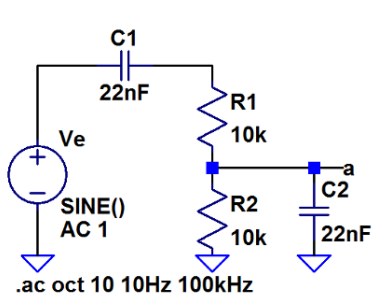 C1
22nF
R1
10k
Ve
a
C2
R2
SINE()
10k
22nF
AC 1
.ac oct 10 10Hz 100kHz